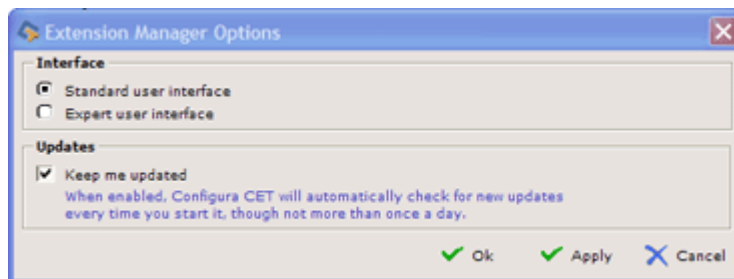 Extension Manager Options
Interface
Standard user interface
Expert user interface
Updates
Keep me updated
When enabled, Configura CET will automatically check for new updates
every time you start it, though not more than once a day.
Ok Apply Cancel